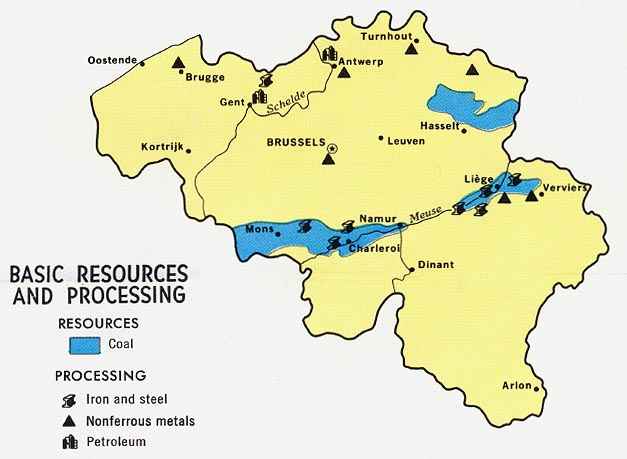 Turnhout
Oostende
Brugge
Antwerp
Gent
Schelde
Hasselt
Kortrijk
BRUSSELS
Leuven
Liège
Verviers
Mons
Namur
Meuse
Charleroi
Dinant
Arlon
BASIC RESOURCES
AND PROCESSING
RESOURCES
Coal
PROCESSING
Iron and steel
Nonferrous metals
Petroleum